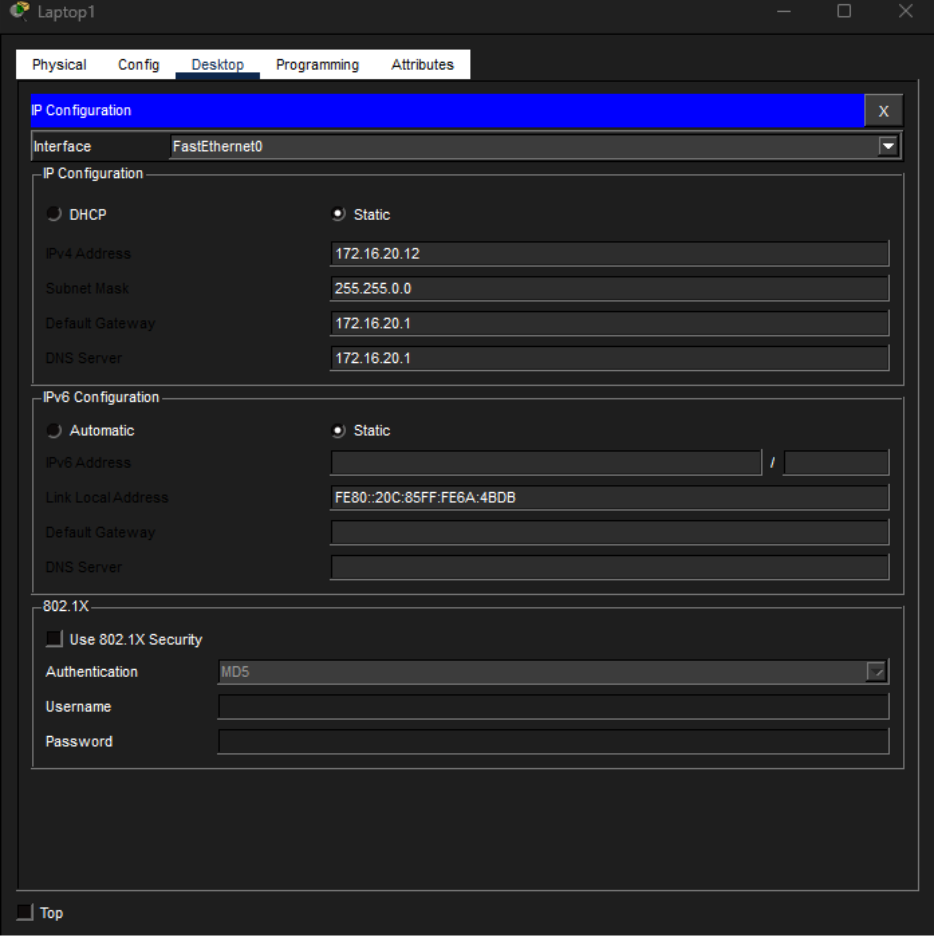 Laptop1
Physical Config Desktop Programming Attributes
IP Configuration X
Interface FastEthernet0
IP Configuration
DHCP Static
IPv4 Address 172.16.20.12
Subnet Mask 255.255.0.0
Default Gateway 172.16.20.1
DNS Server 172.16.20.1
IPv6 Configuration
Automatic Static
IPv6 Address /
Link Local Address FE80::20C:85FF:FE6A:4BDB
Default Gateway
DNS Server
802.1X
Use 802.1X Security
Authentication MD5
Username
Password
Top